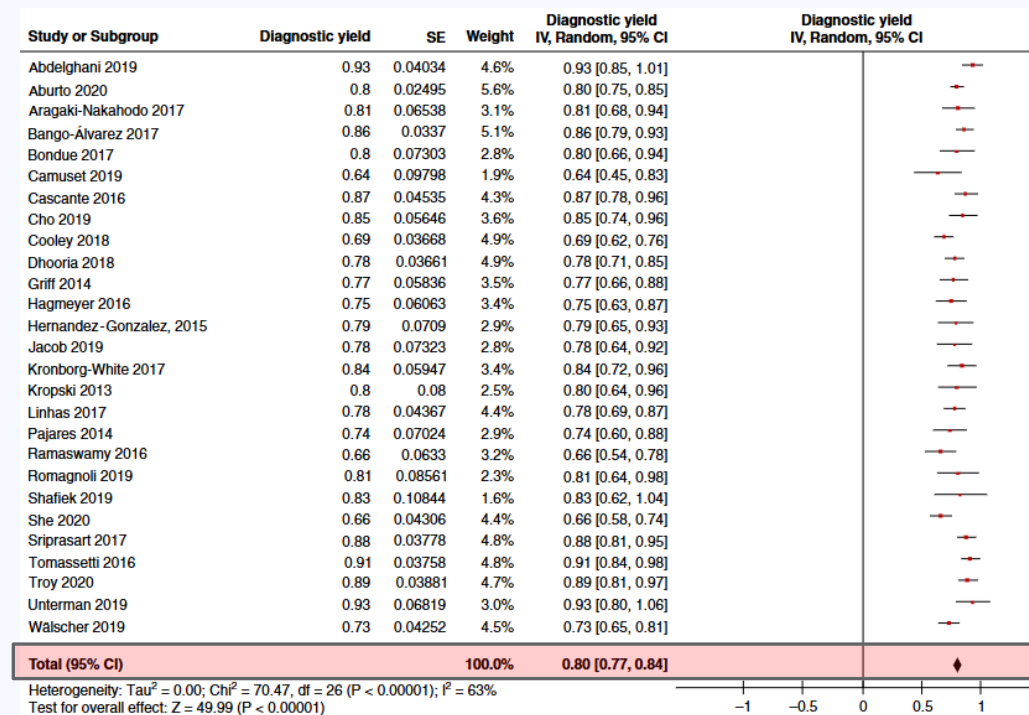 Study or Subgroup Diagnostic yield SE Weight Diagnostic yield IV, Random, 95% CI Diagnostic yield IV, Random, 95% CI
Abdelghani 2019 0.93 0.04034 4.6% 0.93 [0.85, 1.01]
Aburto 2020 0.8 0.02495 5.6% 0.80 [0.75, 0.85]
Aragaki-Nakahodo 2017 0.81 0.06538 3.1% 0.81 [0.68, 0.94]
Bango-Álvarez 2017 0.86 0.0337 5.1% 0.86 [0.79, 0.93]
Bondue 2017 0.8 0.07303 2.8% 0.80 [0.66, 0.94]
Camuset 2019 0.64 0.09798 1.9% 0.64 [0.45, 0.83]
Cascante 2016 0.87 0.04535 4.3% 0.87 [0.78, 0.96]
Cho 2019 0.85 0.05646 3.6% 0.85 [0.74, 0.96]
Cooley 2018 0.69 0.03668 4.9% 0.69 [0.62, 0.76]
Dhooria 2018 0.78 0.03661 4.9% 0.78 [0.71, 0.85]
Griff 2014 0.77 0.05836 3.5% 0.77 [0.66, 0.88]
Hagmeyer 2016 0.75 0.06063 3.4% 0.75 [0.63, 0.87]
Hernandez-Gonzalez, 2015 0.79 0.0709 2.9% 0.79 [0.65, 0.93]
Jacob 2019 0.78 0.07323 2.8% 0.78 [0.64, 0.92]
Kronborg-White 2017 0.84 0.05947 3.4% 0.84 [0.72, 0.96]
Kropski 2013 0.8 0.08 2.5% 0.80 [0.64, 0.96]
Linhas 2017 0.78 0.04367 4.4% 0.78 [0.69, 0.87]
Pajares 2014 0.74 0.07024 2.9% 0.74 [0.60, 0.88]
Ramaswamy 2016 0.66 0.0633 3.2% 0.66 [0.54, 0.78]
Romagnoli 2019 0.81 0.08561 2.3% 0.81 [0.64, 0.98]
Shafiek 2019 0.83 0.10844 1.6% 0.83 [0.62, 1.04]
She 2020 0.66 0.04306 4.4% 0.66 [0.58, 0.74]
Sriprasart 2017 0.88 0.03778 4.8% 0.88 [0.81, 0.95]
Tomassetti 2016 0.91 0.03758 4.8% 0.91 [0.84, 0.98]
Troy 2020 0.89 0.03881 4.7% 0.89 [0.81, 0.97]
Unterman 2019 0.93 0.06819 3.0% 0.93 [0.80, 1.06]
Wälscher 2019 0.73 0.04252 4.5% 0.73 [0.65, 0.81]
Total (95% CI) 100.0% 0.80 [0.77, 0.84]
Heterogeneity: Tau² = 0.00; Chi² = 70.47, df = 26 (P < 0.00001); I² = 63%
Test for overall effect: Z = 49.99 (P < 0.00001)
−1 −0.5 0 0.5 1